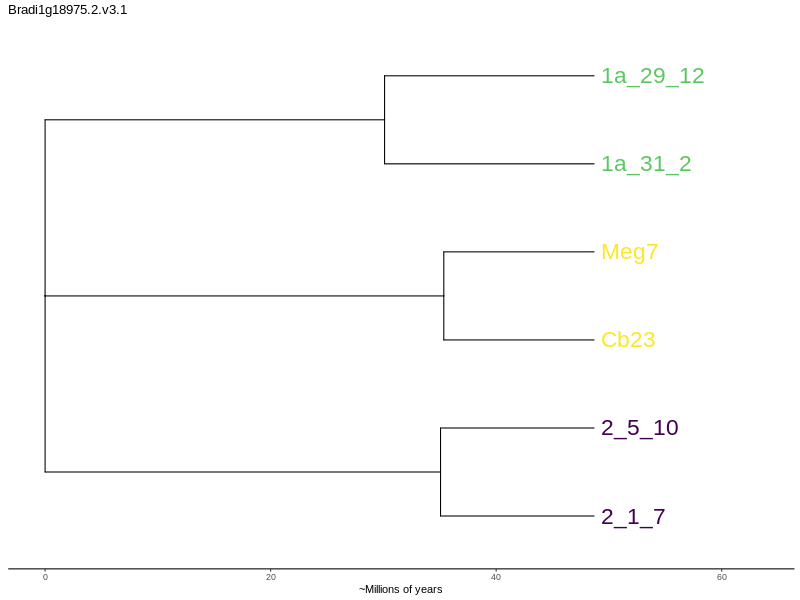 Bradi1g18975.2.v3.1
1a_29_12
1a_31_2
Meg7
Cb23
2_5_10
2_1_7
0 20 40 60
~Millions of years